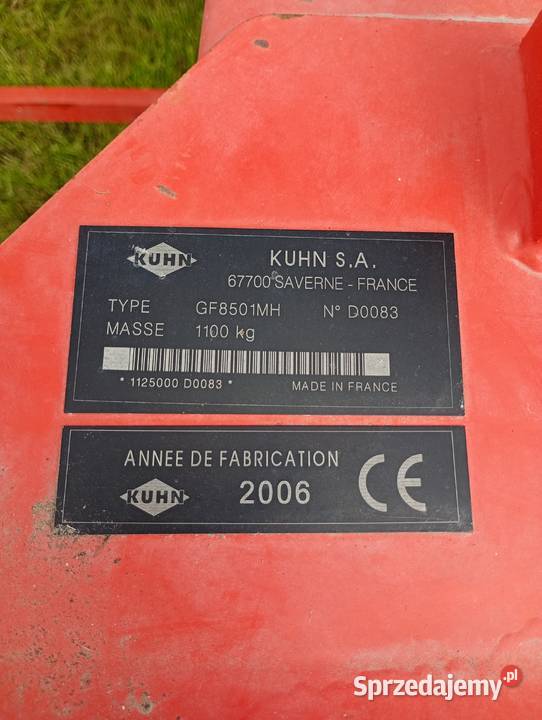 KUHN
KUHN S.A.
67700 SAVERNE - FRANCE
TYPE GF8501MH N° D0083
MASSE 1100 kg
* 1125000 D0083 * MADE IN FRANCE
ANNEE DE FABRICATION
KUHN 2006 CE
Sprzedajemy.pl